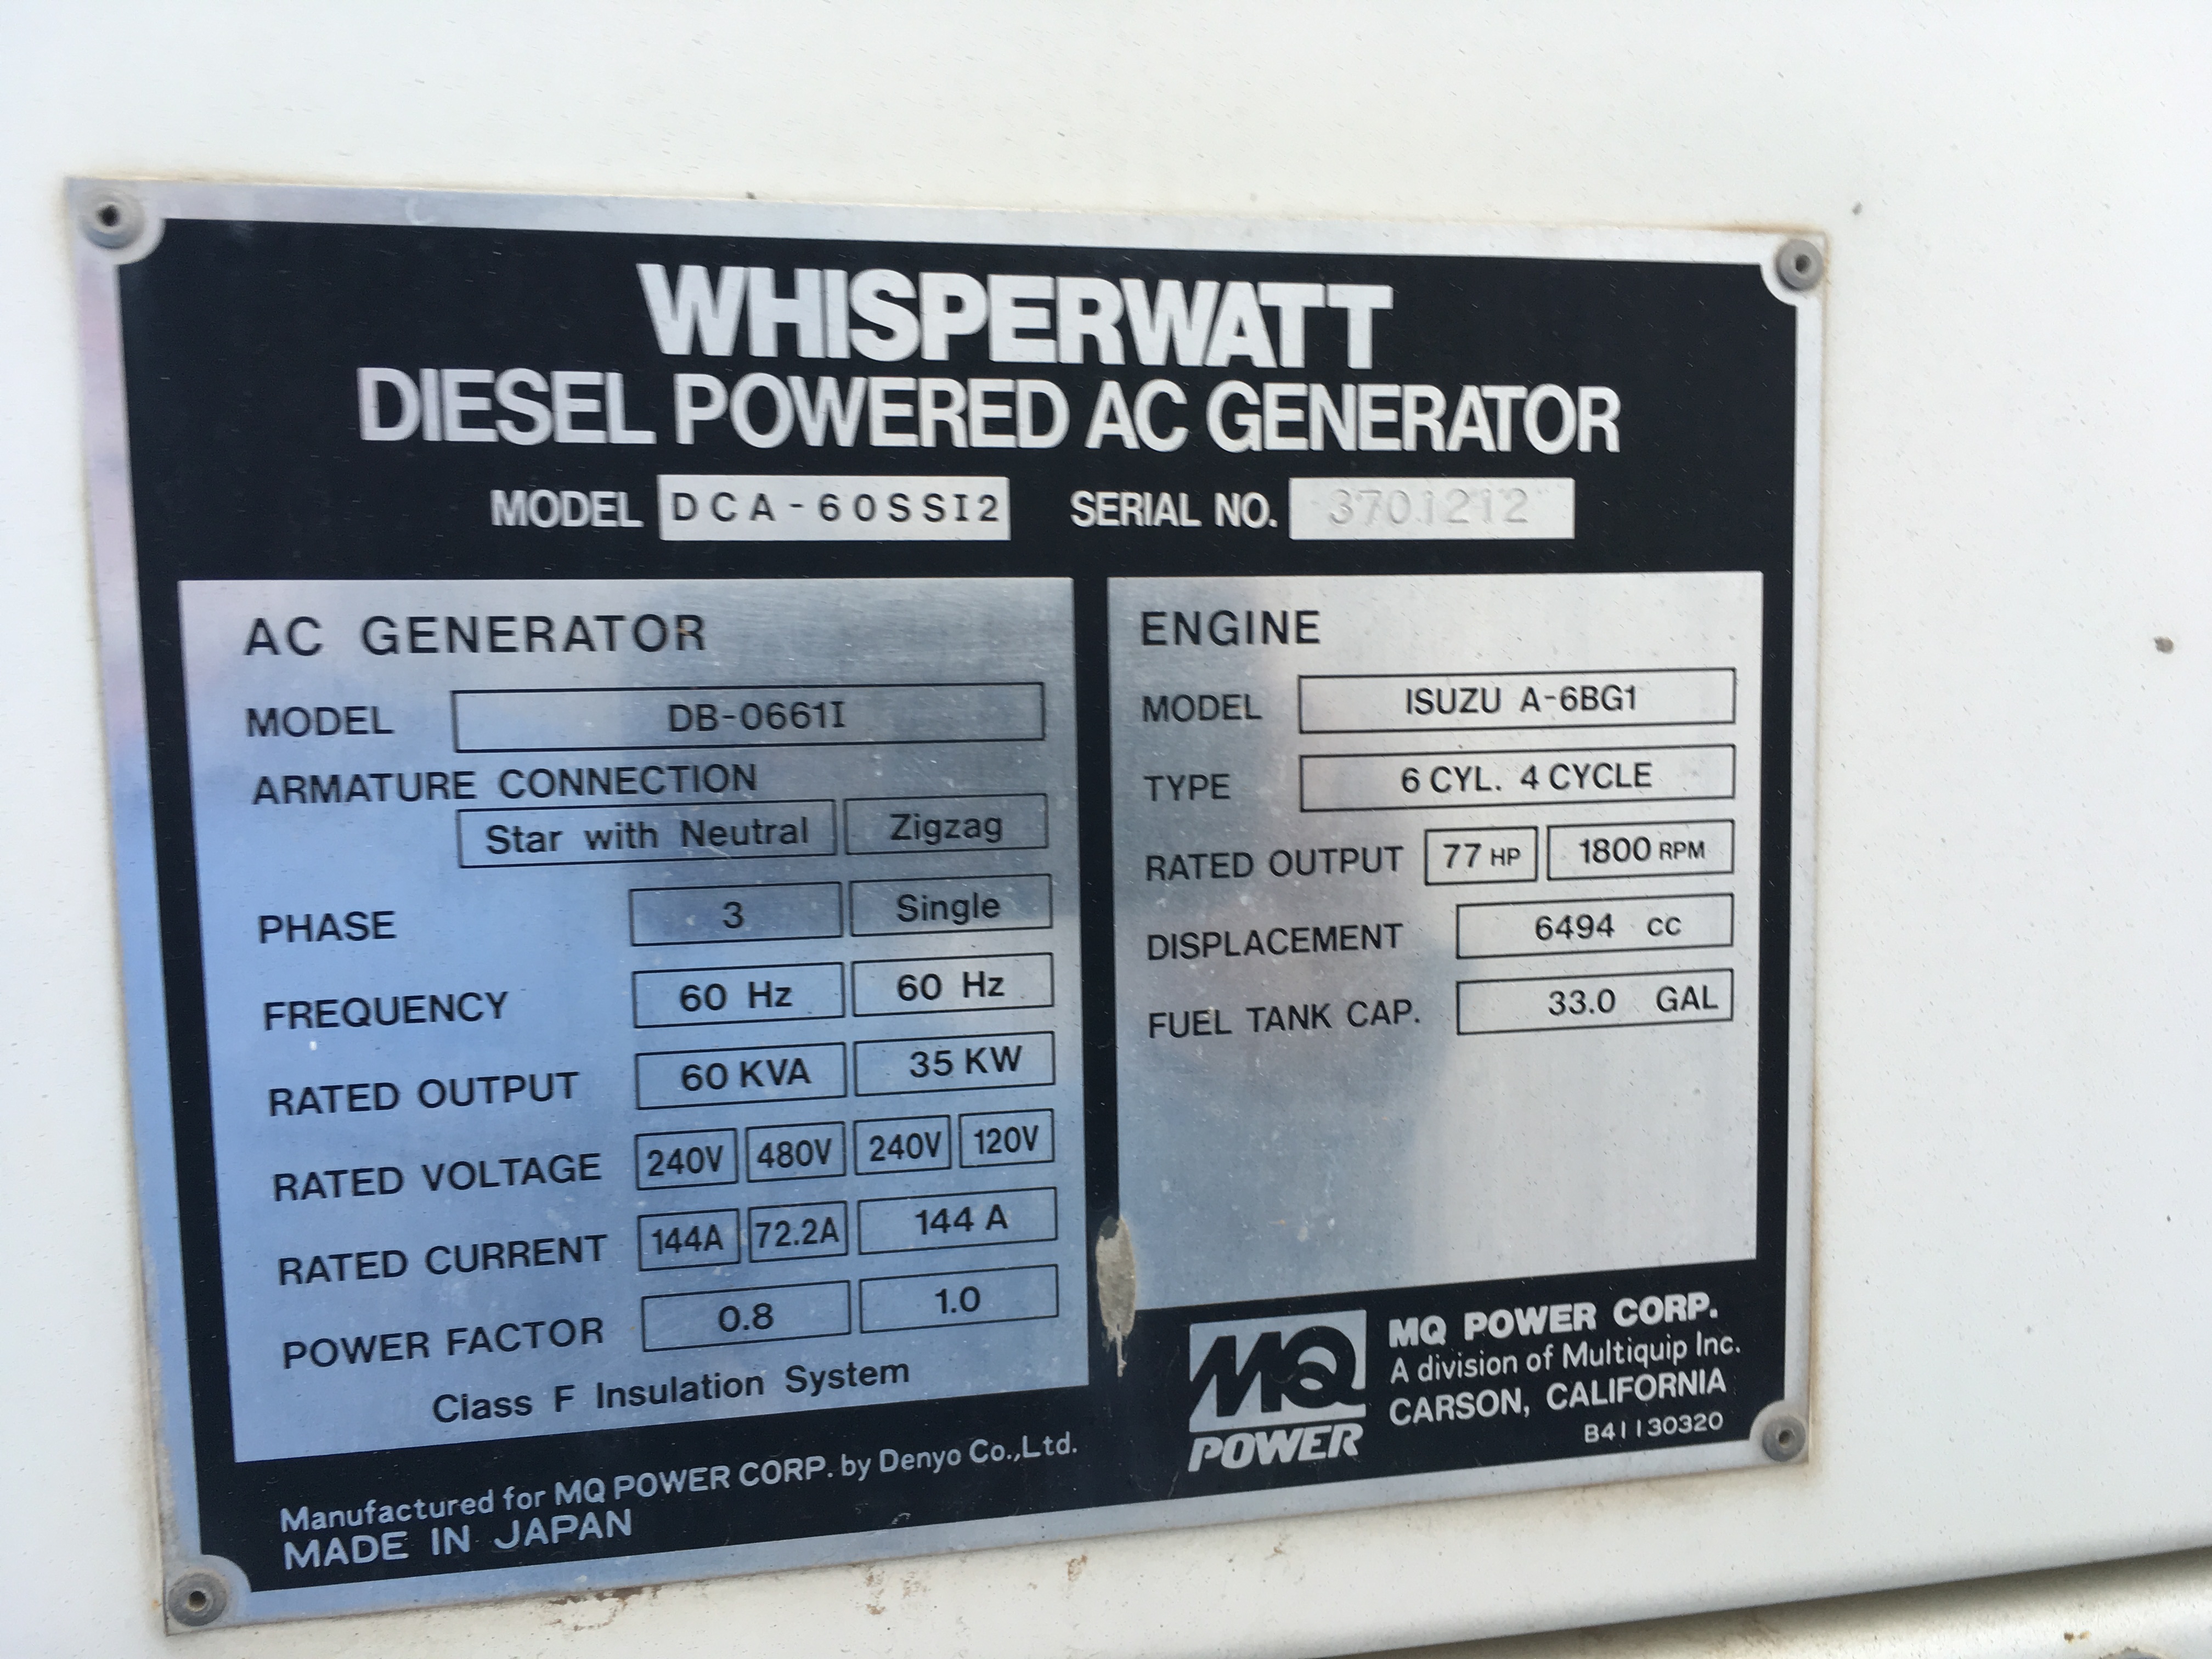 WHISPERWATT
DIESEL POWERED AC GENERATOR
MODEL DCA-60SSI2 SERIAL NO. 3701212
AC GENERATOR
MODEL DB-0661I
ARMATURE CONNECTION
Star with Neutral Zigzag
PHASE 3 Single
FREQUENCY 60 Hz 60 Hz
RATED OUTPUT 60 KVA 35 KW
RATED VOLTAGE 240V 480V 240V 120V
RATED CURRENT 144A 72.2A 144 A
POWER FACTOR 0.8 1.0
Class F Insulation System
ENGINE
MODEL ISUZU A-6BG1
TYPE 6 CYL. 4 CYCLE
RATED OUTPUT 77 HP 1800 RPM
DISPLACEMENT 6494 cc
FUEL TANK CAP. 33.0 GAL
Manufactured for MQ POWER CORP. by Denyo Co.,Ltd.
MADE IN JAPAN
MQ
POWER
MQ POWER CORP.
A division of Multiquip Inc.
CARSON, CALIFORNIA
B41130320